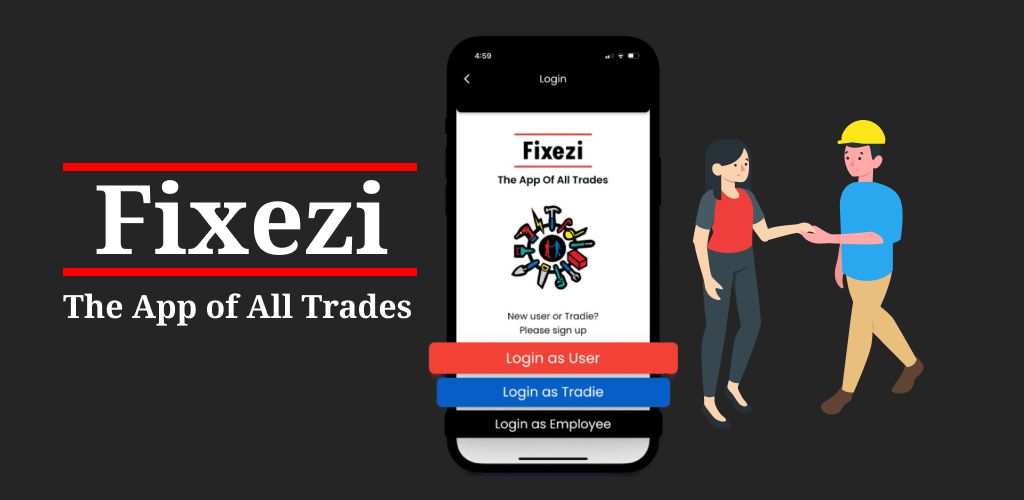 Fixezi
The App of All Trades
4:59
Login
Fixezi
The App Of All Trades
New user or Tradie?
Please sign up
Login as User
Login as Tradie
Login as Employee